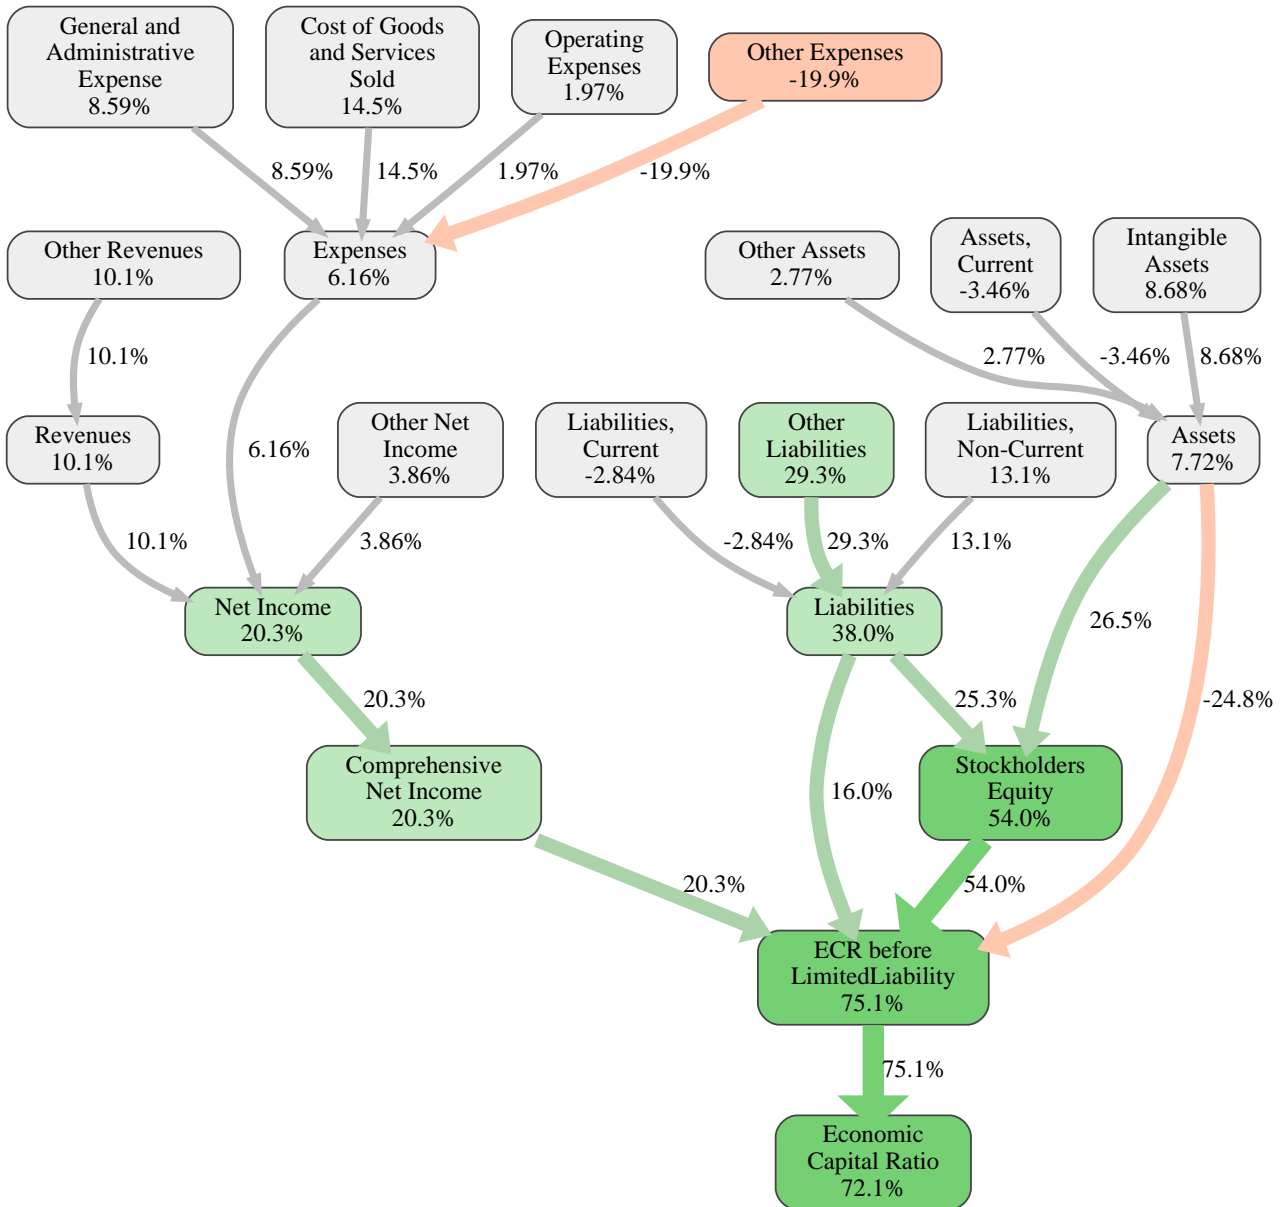 General and
Administrative
Expense
8.59%
Cost of Goods
and Services
Sold
14.5%
Operating
Expenses
1.97%
Other Expenses
-19.9%
8.59%
14.5%
1.97%
-19.9%
Other Revenues
10.1%
Expenses
6.16%
Other Assets
2.77%
Assets,
Current
-3.46%
Intangible
Assets
8.68%
10.1%
2.77%
-3.46%
8.68%
Revenues
10.1%
6.16%
Other Net
Income
3.86%
Liabilities,
Current
-2.84%
Other
Liabilities
29.3%
Liabilities,
Non-Current
13.1%
Assets
7.72%
10.1%
3.86%
-2.84%
29.3%
13.1%
Net Income
20.3%
Liabilities
38.0%
26.5%
20.3%
25.3%
-24.8%
Comprehensive
Net Income
20.3%
16.0%
Stockholders
Equity
54.0%
20.3%
54.0%
ECR before
LimitedLiability
75.1%
75.1%
Economic
Capital Ratio
72.1%